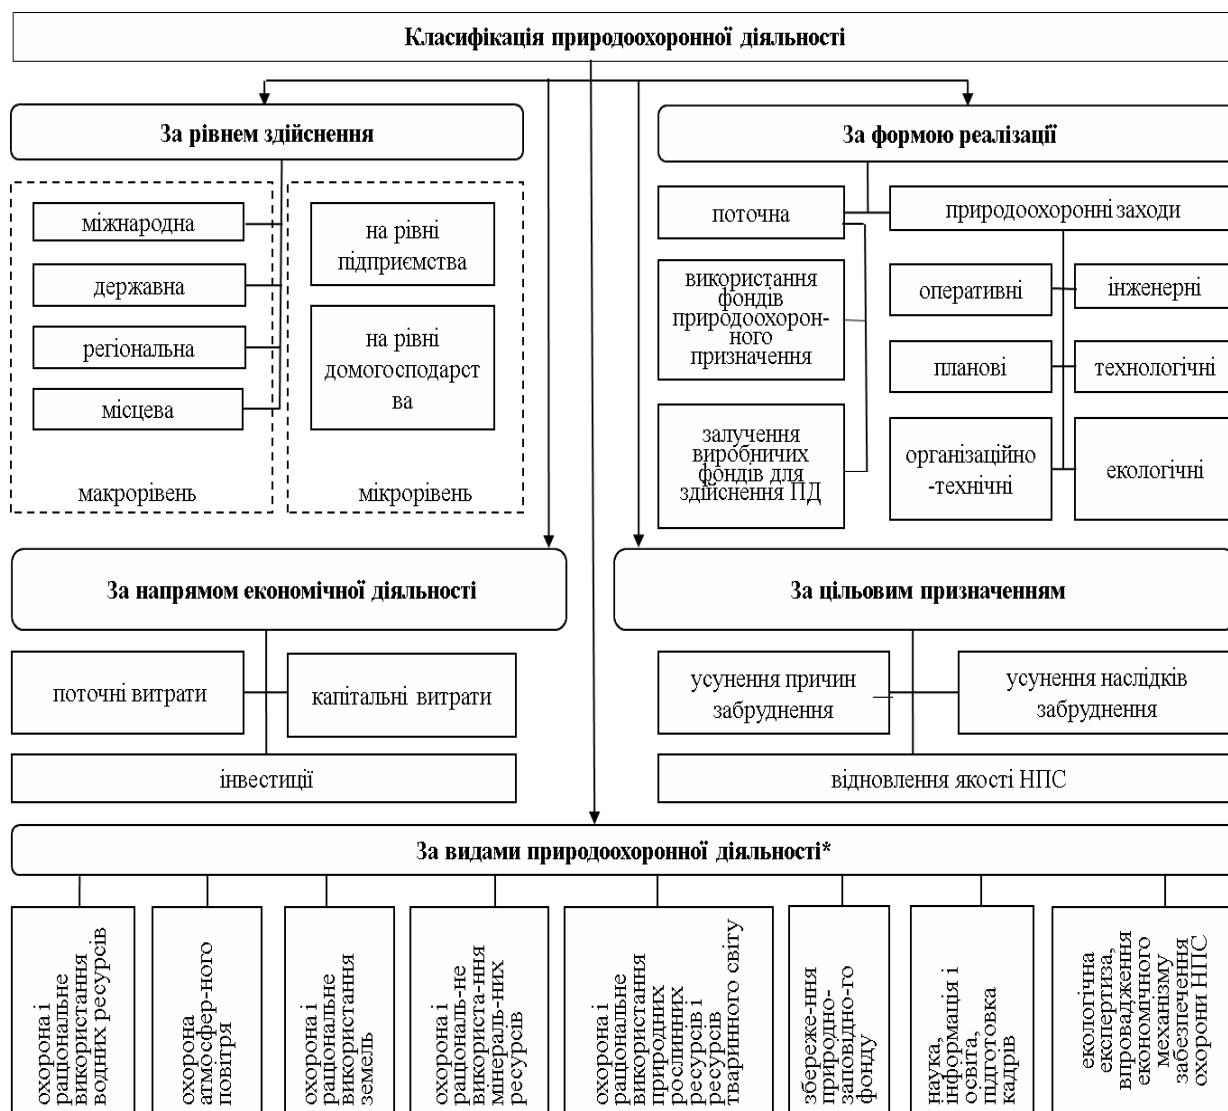 Класифікація природоохоронної діяльності
За рівнем здійснення
міжнародна
державна
регіональна
місцева
макрорівень
на рівні
підприємства
на рівні
домогосподарст
ва
мікрорівень
За формою реалізації
поточна
використання
фондів
природоохорон-
ного
призначення
залучення
виробничих
фондів для
здійснення ПД
природоохоронні заходи
оперативні
інженерні
планові
технологічні
організаційно
-технічні
екологічні
За напрямом економічної діяльності
поточні витрати
капітальні витрати
інвестиції
За цільовим призначенням
усунення причин
забруднення
усунення наслідків
забруднення
відновлення якості НПС
За видами природоохоронної діяльності*
охорона і
раціональне
використання
водних ресурсів
охорона
атмосфер-ного
повітря
охорона і
раціональне
використання
земель
охорона і
раціональ-не
використа-ння
мінераль-них
ресурсів
охорона і
раціональне
використання
природних
рослинних
ресурсів і
ресурсів
тваринного світу
збереже-ння
природно-
заповідно-го
фонду
наука,
інформація і
освіта,
підготовка
кадрів
екологічна
експертиза,
впровадження
економічного
механізму
забезпечення
охорони НПС